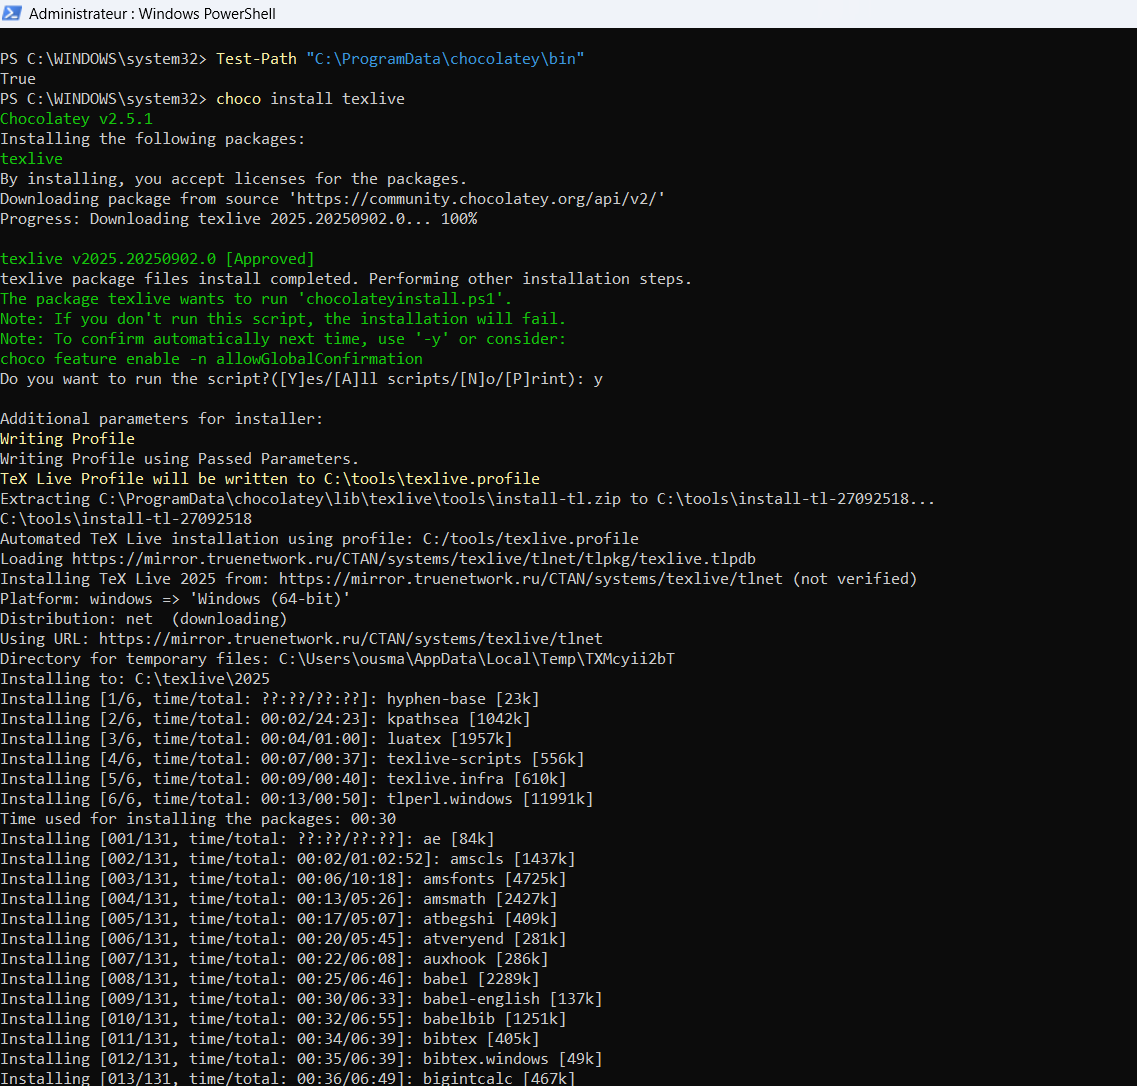 Administrateur : Windows PowerShell
PS C:\WINDOWS\system32> Test-Path "C:\ProgramData\chocolatey\bin"
True
PS C:\WINDOWS\system32> choco install texlive
Chocolatey v2.5.1
Installing the following packages:
texlive
By installing, you accept licenses for the packages.
Downloading package from source 'https://community.chocolatey.org/api/v2/'
Progress: Downloading texlive 2025.20250902.0... 100%
texlive v2025.20250902.0 [Approved]
texlive package files install completed. Performing other installation steps.
The package texlive wants to run 'chocolateyinstall.ps1'.
Note: If you don't run this script, the installation will fail.
Note: To confirm automatically next time, use '-y' or consider:
choco feature enable -n allowGlobalConfirmation
Do you want to run the script?([Y]es/[A]ll scripts/[N]o/[P]rint): y
Additional parameters for installer:
Writing Profile
Writing Profile using Passed Parameters.
TeX Live Profile will be written to C:\tools\texlive.profile
Extracting C:\ProgramData\chocolatey\lib\texlive\tools\install-tl.zip to C:\tools\install-tl-27092518...
C:\tools\install-tl-27092518
Automated TeX Live installation using profile: C:/tools/texlive.profile
Loading https://mirror.truenetwork.ru/CTAN/systems/texlive/tlnet/tlpkg/texlive.tlpdb
Installing TeX Live 2025 from: https://mirror.truenetwork.ru/CTAN/systems/texlive/tlnet (not verified)
Platform: windows => 'Windows (64-bit)'
Distribution: net  (downloading)
Using URL: https://mirror.truenetwork.ru/CTAN/systems/texlive/tlnet
Directory for temporary files: C:\Users\ousma\AppData\Local\Temp\TXMcyii2bT
Installing to: C:\texlive\2025
Installing [1/6, time/total: ??:??/??:??]: hyphen-base [23k]
Installing [2/6, time/total: 00:02/24:23]: kpathsea [1042k]
Installing [3/6, time/total: 00:04/01:00]: luatex [1957k]
Installing [4/6, time/total: 00:07/00:37]: texlive-scripts [556k]
Installing [5/6, time/total: 00:09/00:40]: texlive.infra [610k]
Installing [6/6, time/total: 00:13/00:50]: tlperl.windows [11991k]
Time used for installing the packages: 00:30
Installing [001/131, time/total: ??:??/??:??]: ae [84k]
Installing [002/131, time/total: 00:02/01:02:52]: amscls [1437k]
Installing [003/131, time/total: 00:06/10:18]: amsfonts [4725k]
Installing [004/131, time/total: 00:13/05:26]: amsmath [2427k]
Installing [005/131, time/total: 00:17/05:07]: atbegshi [409k]
Installing [006/131, time/total: 00:20/05:45]: atveryend [281k]
Installing [007/131, time/total: 00:22/06:08]: auxhook [286k]
Installing [008/131, time/total: 00:25/06:46]: babel [2289k]
Installing [009/131, time/total: 00:30/06:33]: babel-english [137k]
Installing [010/131, time/total: 00:32/06:55]: babelbib [1251k]
Installing [011/131, time/total: 00:34/06:39]: bibtex [405k]
Installing [012/131, time/total: 00:35/06:39]: bibtex.windows [49k]
Installing [013/131, time/total: 00:36/06:49]: bigintcalc [467k]